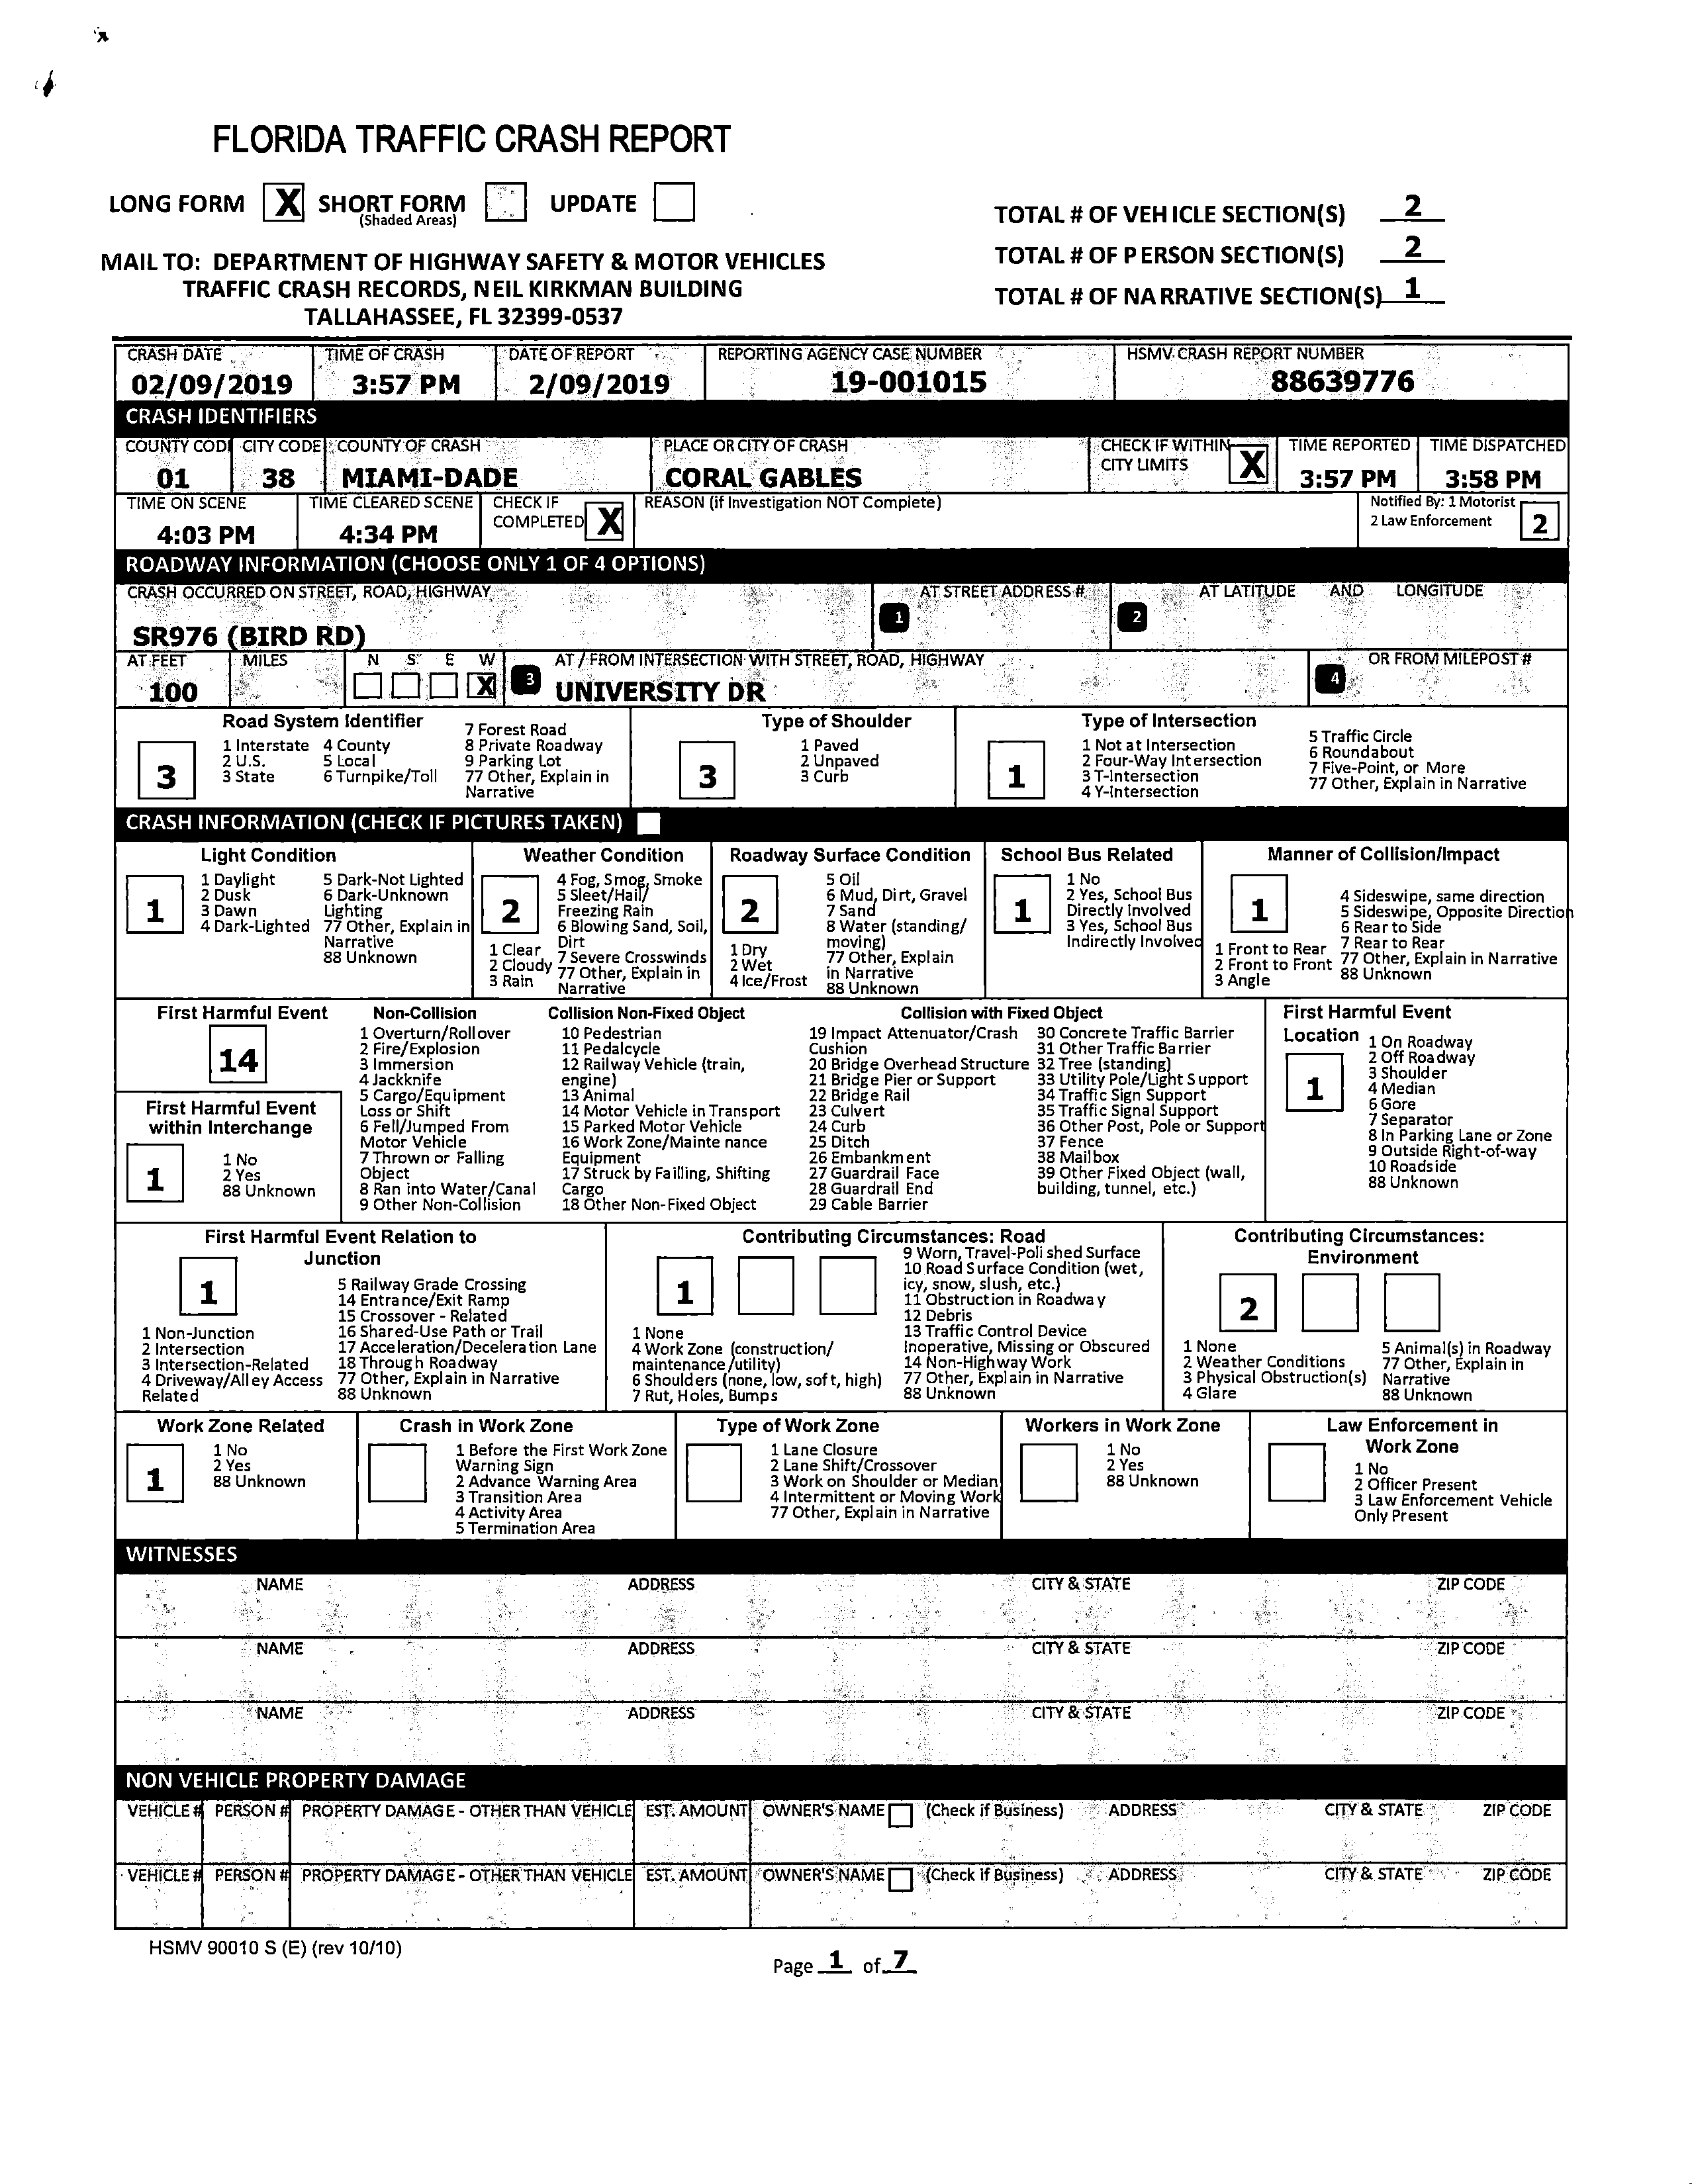 FLORIDA TRAFFIC CRASH REPORT
LONG FORM X SHORT FORM UPDATE
(Shaded Areas)
TOTAL # OF VEHICLE SECTION(S) 2
TOTAL # OF PERSON SECTION(S) 2
TOTAL # OF NARRATIVE SECTION(S) 1
MAIL TO: DEPARTMENT OF HIGHWAY SAFETY & MOTOR VEHICLES
TRAFFIC CRASH RECORDS, NEIL KIRKMAN BUILDING
TALLAHASSEE, FL 32399-0537
CRASH DATE TIME OF CRASH DATE OF REPORT REPORTING AGENCY CASE NUMBER HSMV CRASH REPORT NUMBER
02/09/2019 3:57 PM 2/09/2019 19-001015 88639776
CRASH IDENTIFIERS
COUNTY CODE CITY CODE COUNTY OF CRASH PLACE OR CITY OF CRASH CHECK IF WITHIN CITY LIMITS X TIME REPORTED TIME DISPATCHED
01 38 MIAMI-DADE CORAL GABLES 3:57 PM 3:58 PM
TIME ON SCENE TIME CLEARED SCENE CHECK IF COMPLETED X REASON (if Investigation NOT Complete) Notified By: 1 Motorist
2 Law Enforcement 2
4:03 PM 4:34 PM
ROADWAY INFORMATION (CHOOSE ONLY 1 OF 4 OPTIONS)
CRASH OCCURRED ON STREET, ROAD, HIGHWAY 1 AT STREET ADDRESS # 2 AT LATITUDE AND LONGITUDE
SR976 (BIRD RD)
AT FEET MILES N S E W 3 AT / FROM INTERSECTION WITH STREET, ROAD, HIGHWAY 4 OR FROM MILEPOST #
100 X UNIVERSITY DR
Road System Identifier
3
1 Interstate 4 County
2 U.S. 5 Local
3 State 6 Turnpike/Toll
7 Forest Road
8 Private Roadway
9 Parking Lot
77 Other, Explain in
Narrative
Type of Shoulder
3
1 Paved
2 Unpaved
3 Curb
Type of Intersection
1
1 Not at Intersection
2 Four-Way Intersection
3 T-Intersection
4 Y-Intersection
5 Traffic Circle
6 Roundabout
7 Five-Point, or More
77 Other, Explain in Narrative
CRASH INFORMATION (CHECK IF PICTURES TAKEN)
Light Condition
1
1 Daylight
2 Dusk
3 Dawn
4 Dark-Lighted
5 Dark-Not Lighted
6 Dark-Unknown
Lighting
77 Other, Explain in
Narrative
88 Unknown
Weather Condition
2
1 Clear
2 Cloudy
3 Rain
4 Fog, Smog, Smoke
5 Sleet/Hail/
Freezing Rain
6 Blowing Sand, Soil,
Dirt
7 Severe Crosswinds
77 Other, Explain in
Narrative
Roadway Surface Condition
2
1 Dry
2 Wet
4 Ice/Frost
5 Oil
6 Mud, Dirt, Gravel
7 Sand
8 Water (standing/
moving)
77 Other, Explain
in Narrative
88 Unknown
School Bus Related
1
1 No
2 Yes, School Bus
Directly Involved
3 Yes, School Bus
Indirectly Involved
Manner of Collision/Impact
1
1 Front to Rear
2 Front to Front
3 Angle
4 Sideswipe, same direction
5 Sideswipe, Opposite Direction
6 Rear to Side
7 Rear to Rear
77 Other, Explain in Narrative
88 Unknown
First Harmful Event
14
First Harmful Event
within Interchange
1
1 No
2 Yes
88 Unknown
Non-Collision
1 Overturn/Rollover
2 Fire/Explosion
3 Immersion
4 Jackknife
5 Cargo/Equipment
Loss or Shift
6 Fell/Jumped From
Motor Vehicle
7 Thrown or Falling
Object
8 Ran into Water/Canal
9 Other Non-Collision
Collision Non-Fixed Object
10 Pedestrian
11 Pedalcycle
12 Railway Vehicle (train,
engine)
13 Animal
14 Motor Vehicle in Transport
15 Parked Motor Vehicle
16 Work Zone/Mainte nance
Equipment
17 Struck by Failling, Shifting
Cargo
18 Other Non-Fixed Object
Collision with Fixed Object
19 Impact Attenuator/Crash
Cushion
20 Bridge Overhead Structure
21 Bridge Pier or Support
22 Bridge Rail
23 Culvert
24 Curb
25 Ditch
26 Embankment
27 Guardrail Face
28 Guardrail End
29 Cable Barrier
30 Concrete Traffic Barrier
31 Other Traffic Barrier
32 Tree (standing)
33 Utility Pole/Light Support
34 Traffic Sign Support
35 Traffic Signal Support
36 Other Post, Pole or Support
37 Fence
38 Mailbox
39 Other Fixed Object (wall,
building, tunnel, etc.)
First Harmful Event
Location
1
1 On Roadway
2 Off Roadway
3 Shoulder
4 Median
6 Gore
7 Separator
8 In Parking Lane or Zone
9 Outside Right-of-way
10 Roadside
88 Unknown
First Harmful Event Relation to
Junction
1
1 Non-Junction
2 Intersection
3 Intersection-Related
4 Driveway/Alley Access
Related
5 Railway Grade Crossing
14 Entrance/Exit Ramp
15 Crossover - Related
16 Shared-Use Path or Trail
17 Acceleration/Deceleration Lane
18 Through Roadway
77 Other, Explain in Narrative
88 Unknown
Contributing Circumstances: Road
1
1 None
4 Work Zone (construction/
maintenance/utility)
6 Shoulders (none, low, soft, high)
7 Rut, Holes, Bumps
9 Worn, Travel-Polished Surface
10 Road Surface Condition (wet,
icy, snow, slush, etc.)
11 Obstruction in Roadway
12 Debris
13 Traffic Control Device
Inoperative, Missing or Obscured
14 Non-Highway Work
77 Other, Explain in Narrative
88 Unknown
Contributing Circumstances:
Environment
2
1 None
2 Weather Conditions
3 Physical Obstruction(s)
4 Glare
5 Animal(s) in Roadway
77 Other, Explain in
Narrative
88 Unknown
Work Zone Related
1
1 No
2 Yes
88 Unknown
Crash in Work Zone
1 Before the First Work Zone
Warning Sign
2 Advance Warning Area
3 Transition Area
4 Activity Area
5 Termination Area
Type of Work Zone
1 Lane Closure
2 Lane Shift/Crossover
3 Work on Shoulder or Median
4 Intermittent or Moving Work
77 Other, Explain in Narrative
Workers in Work Zone
1 No
2 Yes
88 Unknown
Law Enforcement in
Work Zone
1 No
2 Officer Present
3 Law Enforcement Vehicle
Only Present
WITNESSES
NAME ADDRESS CITY & STATE ZIP CODE
NAME ADDRESS CITY & STATE ZIP CODE
NAME ADDRESS CITY & STATE ZIP CODE
NON VEHICLE PROPERTY DAMAGE
VEHICLE # PERSON # PROPERTY DAMAGE - OTHER THAN VEHICLE EST. AMOUNT OWNER'S NAME (Check if Business) ADDRESS CITY & STATE ZIP CODE
VEHICLE # PERSON # PROPERTY DAMAGE - OTHER THAN VEHICLE EST. AMOUNT OWNER'S NAME (Check if Business) ADDRESS CITY & STATE ZIP CODE
HSMV 90010 S (E) (rev 10/10)
Page 1 of 7